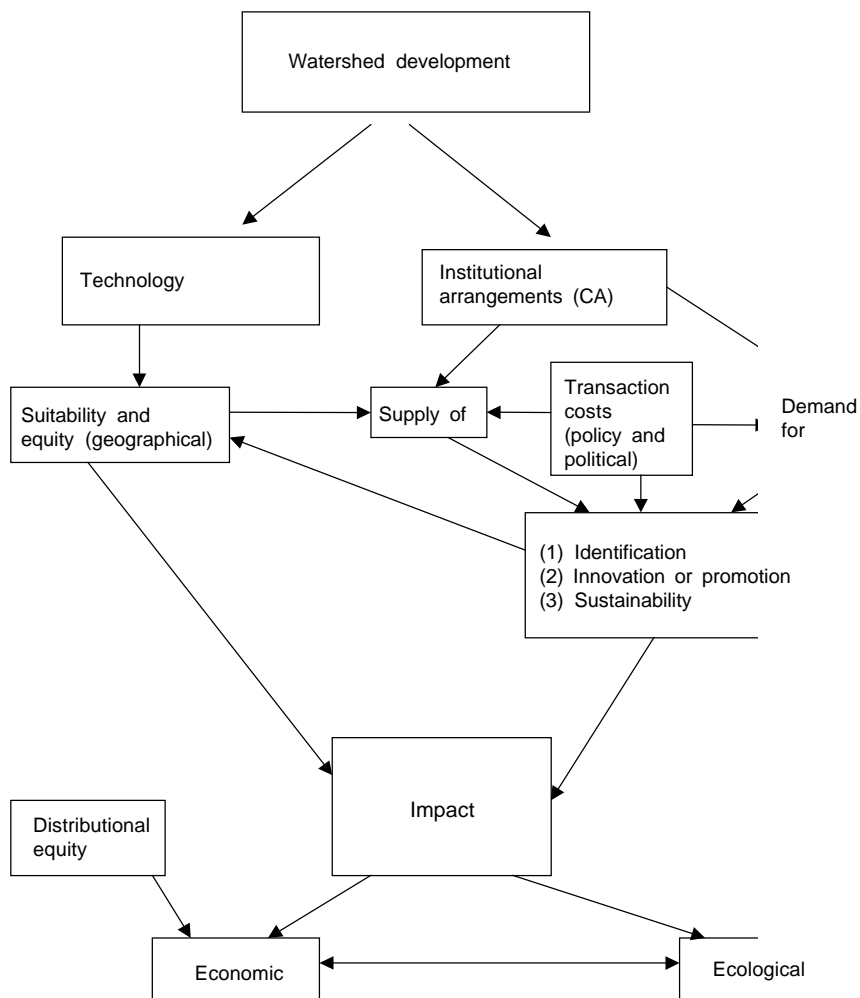 Watershed development
Technology
Institutional
arrangements (CA)
Suitability and
equity (geographical)
Supply of
Transaction
costs
(policy and
political)
Demand
for
(1) Identification
(2) Innovation or promotion
(3) Sustainability
Impact
Distributional
equity
Economic
Ecological